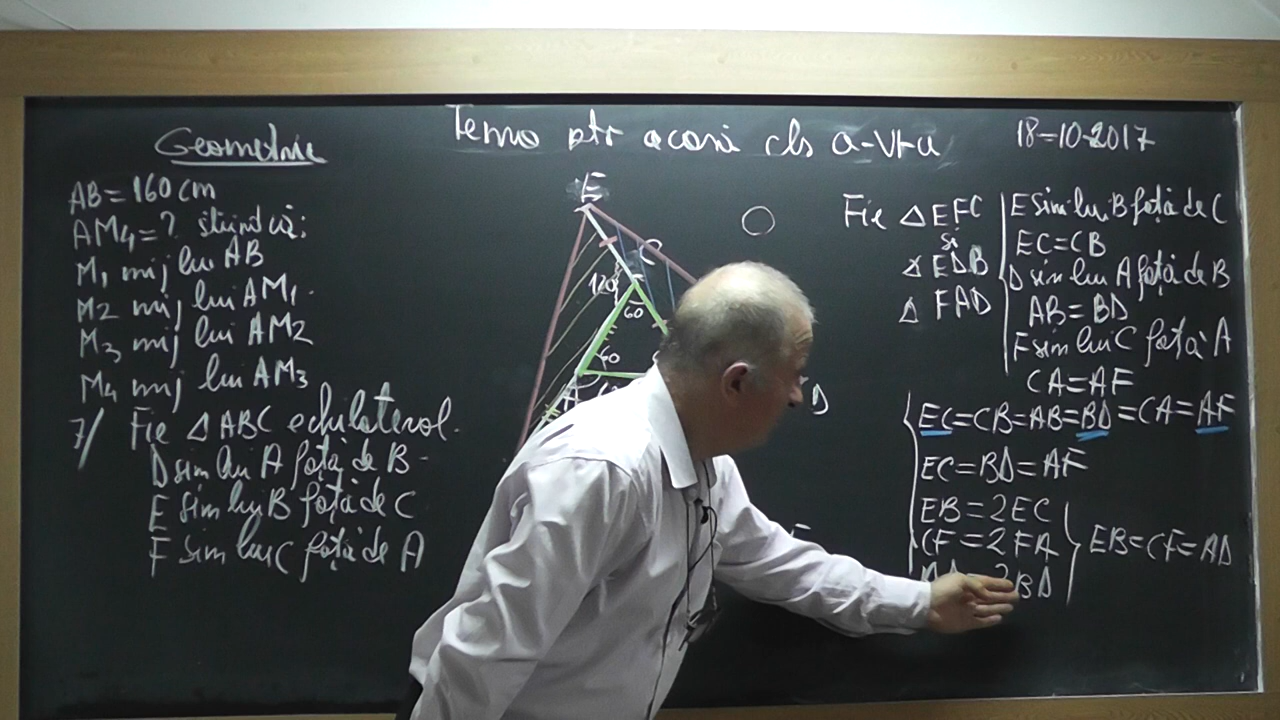 Geometrie
Tema ptr acasă cls a-VI-a
18-10-2017
AB = 160 cm
AM4 = ? știind că:
M1 mij lui AB
M2 mij lui AM1.
M3 mij lui AM2
M4 mij lui AM3
7/ Fie △ABC echilateral.
D sim lui A față de B
E sim lui B față de C
F sim lui C față de A
E
C
120
60
60
A
D
F
Fie △EFC
și
△ EDB
△ FAD
E sim lui B față de C
EC = CB
D sim lui A față de B
AB = BD
F sim lui C față A
CA = AF
EC = CB = AB = BD = CA = AF
EC = BD = AF
EB = 2EC
CF = 2FA
2BD
EB = CF = AD